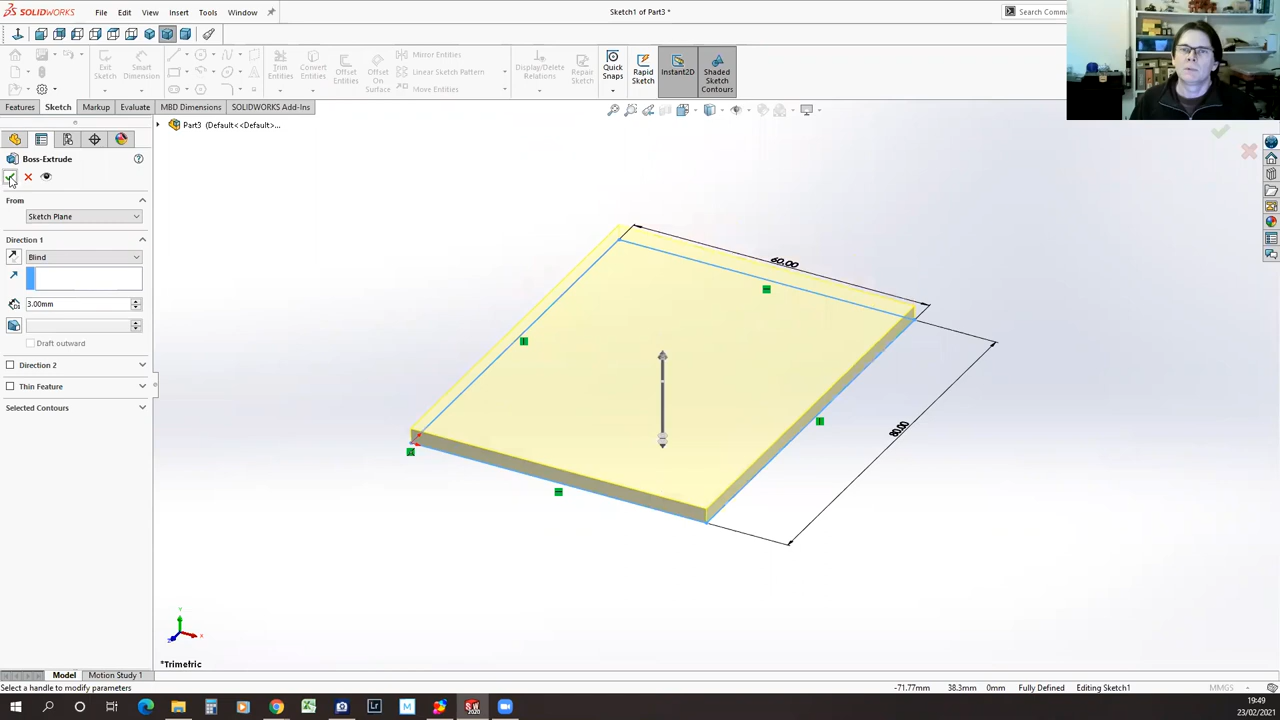 SOLIDWORKS File Edit View Insert Tools Window Sketch1 of Part3 * Search Comma
Exit Sketch Smart Dimension Trim Entities Convert Entities Offset Entities Offset On Surface Mirror Entities Linear Sketch Pattern Move Entities Display/Delete Relations Repair Sketch Quick Snaps Rapid Sketch Instant2D Shaded Sketch Contours
Features Sketch Markup Evaluate MBD Dimensions SOLIDWORKS Add-Ins
Part3 (Default<<Default>...
Boss-Extrude
From
Sketch Plane
Direction 1
Blind
3.00mm
Draft outward
Direction 2
Thin Feature
Selected Contours
60.00
80.00
Y
X
Z
*Trimetric
Model Motion Study 1
Select a handle to modify parameters -71.77mm 38.3mm 0mm Fully Defined Editing Sketch1 MMGS
19:49
23/02/2021